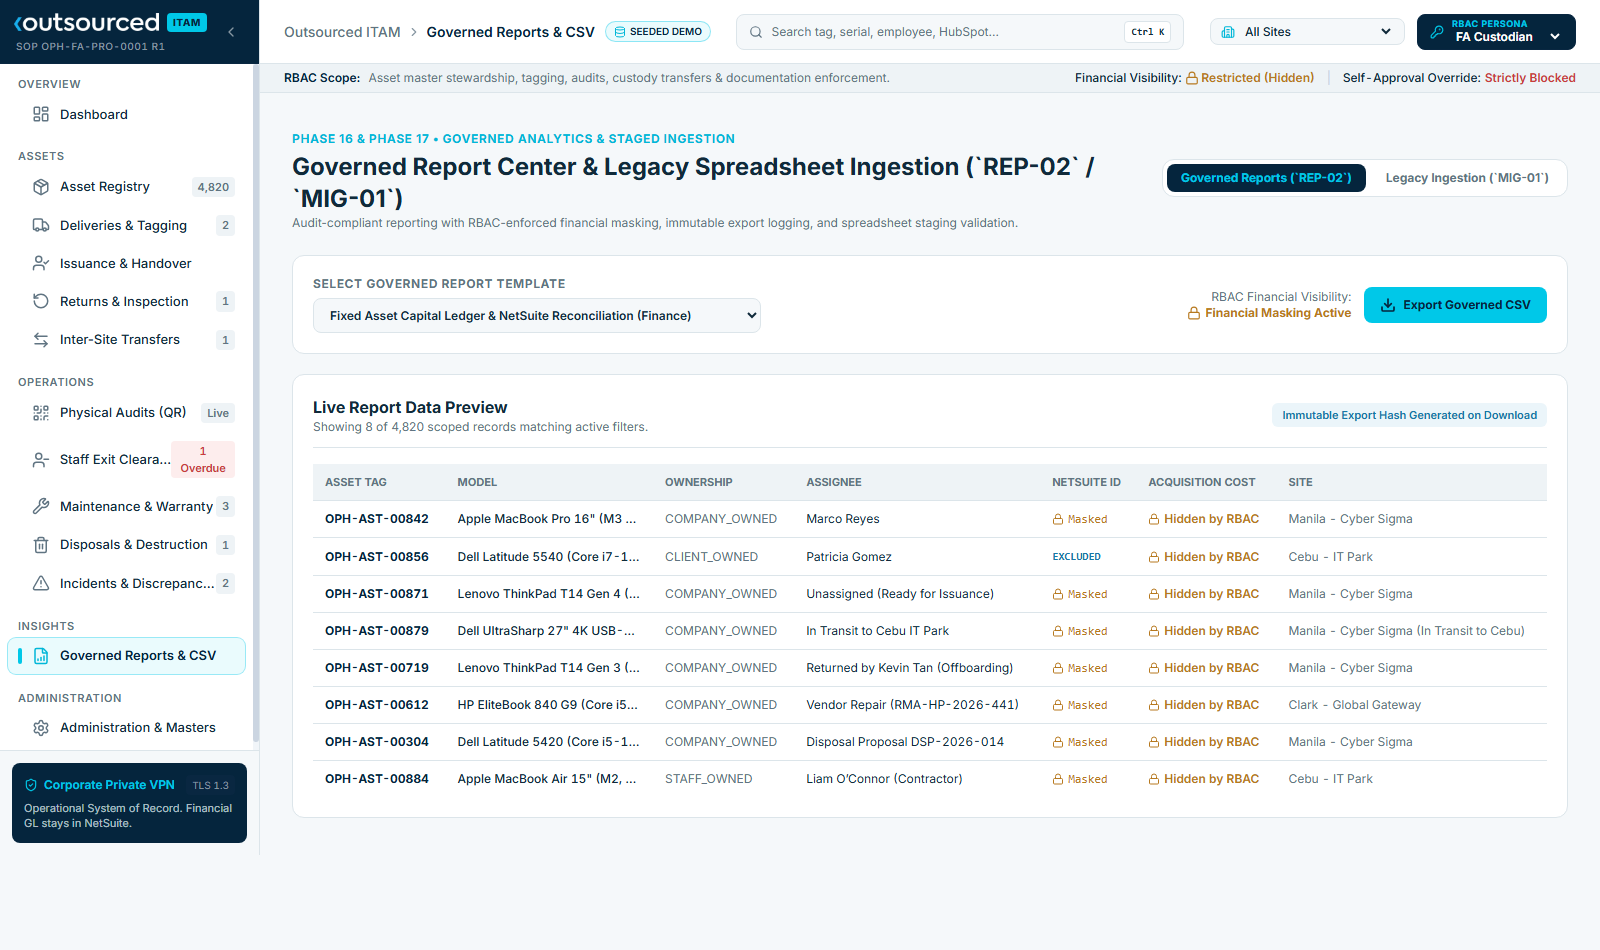 outsourced ITAM
SOP OPH-FA-PRO-0001 R1
OVERVIEW
Dashboard
ASSETS
Asset Registry 4,820
Deliveries & Tagging 2
Issuance & Handover
Returns & Inspection 1
Inter-Site Transfers 1
OPERATIONS
Physical Audits (QR) Live
Staff Exit Cleara... 1 Overdue
Maintenance & Warranty 3
Disposals & Destruction 1
Incidents & Discrepanc... 2
INSIGHTS
Governed Reports & CSV
ADMINISTRATION
Administration & Masters
Corporate Private VPN TLS 1.3
Operational System of Record. Financial
GL stays in NetSuite.
Outsourced ITAM > Governed Reports & CSV SEEDED DEMO
Search tag, serial, employee, HubSpot... Ctrl K
All Sites
RBAC PERSONA
FA Custodian
RBAC Scope: Asset master stewardship, tagging, audits, custody transfers & documentation enforcement.
Financial Visibility: Restricted (Hidden) Self-Approval Override: Strictly Blocked
PHASE 16 & PHASE 17 • GOVERNED ANALYTICS & STAGED INGESTION
Governed Report Center & Legacy Spreadsheet Ingestion (`REP-02` /
`MIG-01`)
Audit-compliant reporting with RBAC-enforced financial masking, immutable export logging, and spreadsheet staging validation.
Governed Reports (`REP-02`) Legacy Ingestion (`MIG-01`)
SELECT GOVERNED REPORT TEMPLATE
Fixed Asset Capital Ledger & NetSuite Reconciliation (Finance)
RBAC Financial Visibility:
Financial Masking Active
Export Governed CSV
Live Report Data Preview
Showing 8 of 4,820 scoped records matching active filters.
Immutable Export Hash Generated on Download
ASSET TAG MODEL OWNERSHIP ASSIGNEE NETSUITE ID ACQUISITION COST SITE
OPH-AST-00842 Apple MacBook Pro 16" (M3 ... COMPANY_OWNED Marco Reyes Masked Hidden by RBAC Manila - Cyber Sigma
OPH-AST-00856 Dell Latitude 5540 (Core i7-1... CLIENT_OWNED Patricia Gomez EXCLUDED Hidden by RBAC Cebu - IT Park
OPH-AST-00871 Lenovo ThinkPad T14 Gen 4 (... COMPANY_OWNED Unassigned (Ready for Issuance) Masked Hidden by RBAC Manila - Cyber Sigma
OPH-AST-00879 Dell UltraSharp 27" 4K USB-... COMPANY_OWNED In Transit to Cebu IT Park Masked Hidden by RBAC Manila - Cyber Sigma (In Transit to Cebu)
OPH-AST-00719 Lenovo ThinkPad T14 Gen 3 (... COMPANY_OWNED Returned by Kevin Tan (Offboarding) Masked Hidden by RBAC Manila - Cyber Sigma
OPH-AST-00612 HP EliteBook 840 G9 (Core i5... COMPANY_OWNED Vendor Repair (RMA-HP-2026-441) Masked Hidden by RBAC Clark - Global Gateway
OPH-AST-00304 Dell Latitude 5420 (Core i5-1... COMPANY_OWNED Disposal Proposal DSP-2026-014 Masked Hidden by RBAC Manila - Cyber Sigma
OPH-AST-00884 Apple MacBook Air 15" (M2, ... STAFF_OWNED Liam O’Connor (Contractor) Masked Hidden by RBAC Cebu - IT Park